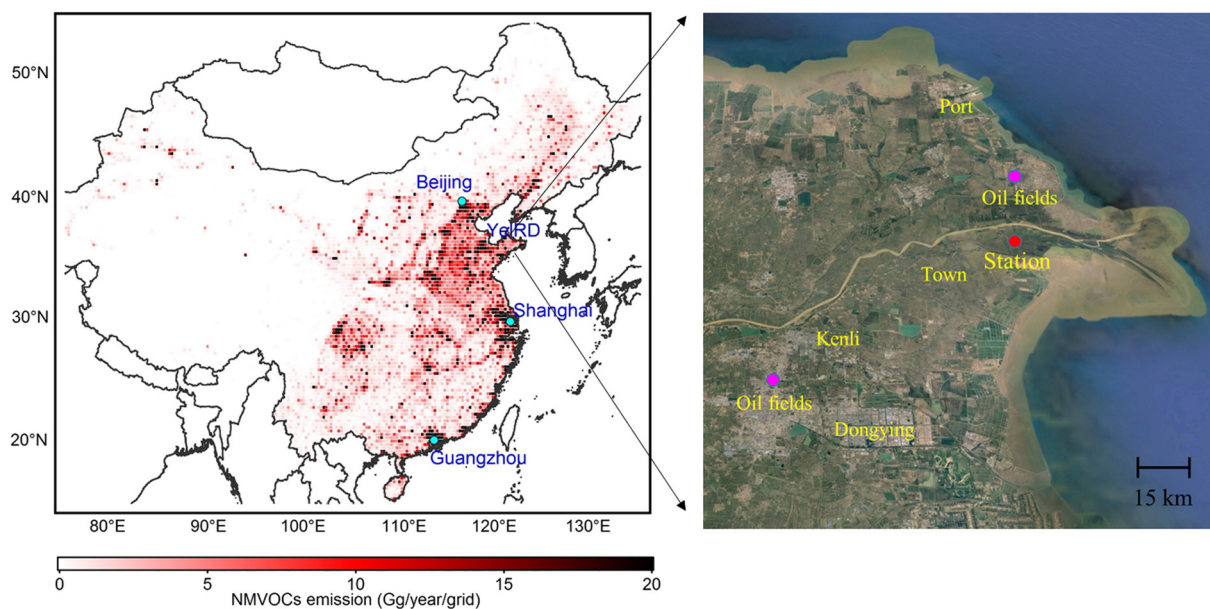 50°N
40°N
30°N
20°N
80°E
90°E
100°E
110°E
120°E
130°E
Beijing
YelRD
Shanghai
Guangzhou
0
5
10
15
20
NMVOCs emission (Gg/year/grid)
Port
Oil fields
Station
Town
Kenli
Oil fields
Dongying
15 km